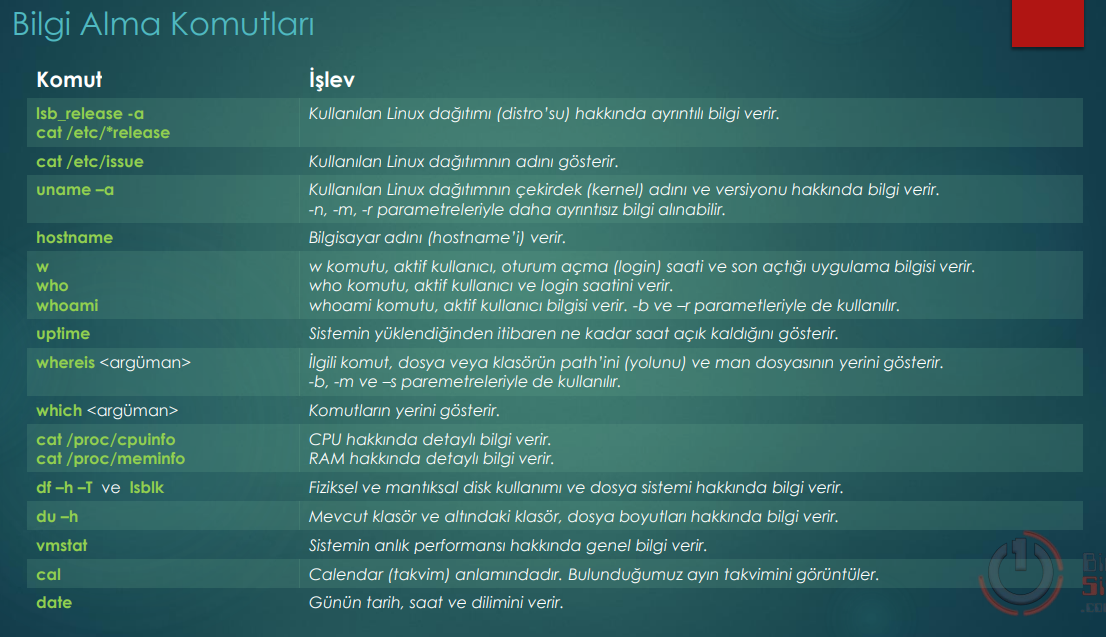 Bilgi Alma Komutları
Komut İşlev
lsb_release -a Kullanılan Linux dağıtımı (distro’su) hakkında ayrıntılı bilgi verir.
cat /etc/*release
cat /etc/issue Kullanılan Linux dağıtımnın adını gösterir.
uname –a Kullanılan Linux dağıtımnın çekirdek (kernel) adını ve versiyonu hakkında bilgi verir.
-n, -m, -r parametreleriyle daha ayrıntısız bilgi alınabilir.
hostname Bilgisayar adını (hostname’i) verir.
w w komutu, aktif kullanıcı, oturum açma (login) saati ve son açtığı uygulama bilgisi verir.
who who komutu, aktif kullanıcı ve login saatini verir.
whoami whoami komutu, aktif kullanıcı bilgisi verir. -b ve –r parametleriyle de kullanılır.
uptime Sistemin yüklendiğinden itibaren ne kadar saat açık kaldığını gösterir.
whereis <argüman> İlgili komut, dosya veya klasörün path’ini (yolunu) ve man dosyasının yerini gösterir.
-b, -m ve –s paremetreleriyle de kullanılır.
which <argüman> Komutların yerini gösterir.
cat /proc/cpuinfo CPU hakkında detaylı bilgi verir.
cat /proc/meminfo RAM hakkında detaylı bilgi verir.
df –h –T ve lsblk Fiziksel ve mantıksal disk kullanımı ve dosya sistemi hakkında bilgi verir.
du –h Mevcut klasör ve altındaki klasör, dosya boyutları hakkında bilgi verir.
vmstat Sistemin anlık performansı hakkında genel bilgi verir.
cal Calendar (takvim) anlamındadır. Bulunduğumuz ayın takvimini görüntüler.
date Günün tarih, saat ve dilimini verir.